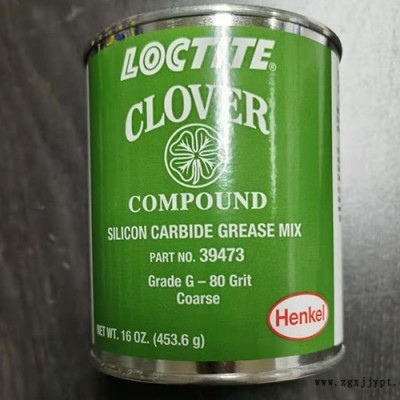 LOCTITE®
CLOVER
COMPOUND
SILICON CARBIDE GREASE MIX
PART NO. 39473
Grade G – 80 Grit
Coarse
Henkel
NET WT. 16 OZ. (453.6 g)
www.zgxjjypt.com